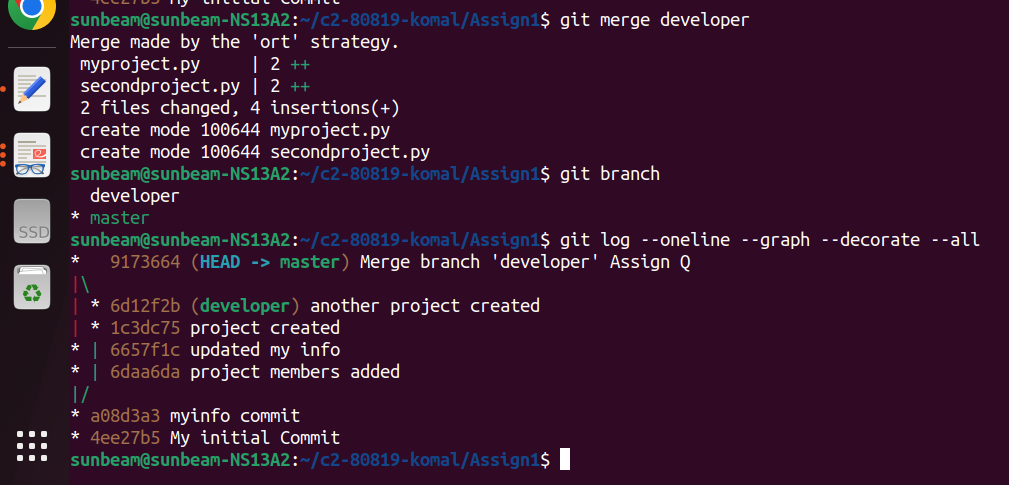 4ee27b5 My initial Commit
sunbeam@sunbeam-NS13A2:~/c2-80819-komal/Assign1$ git merge developer
Merge made by the 'ort' strategy.
 myproject.py     | 2 ++
 secondproject.py | 2 ++
 2 files changed, 4 insertions(+)
 create mode 100644 myproject.py
 create mode 100644 secondproject.py
sunbeam@sunbeam-NS13A2:~/c2-80819-komal/Assign1$ git branch
  developer
* master
sunbeam@sunbeam-NS13A2:~/c2-80819-komal/Assign1$ git log --oneline --graph --decorate --all
*   9173664 (HEAD -> master) Merge branch 'developer' Assign Q
|\
| * 6d12f2b (developer) another project created
| * 1c3dc75 project created
* | 6657f1c updated my info
* | 6daa6da project members added
|/
* a08d3a3 myinfo commit
* 4ee27b5 My initial Commit
sunbeam@sunbeam-NS13A2:~/c2-80819-komal/Assign1$
SSD